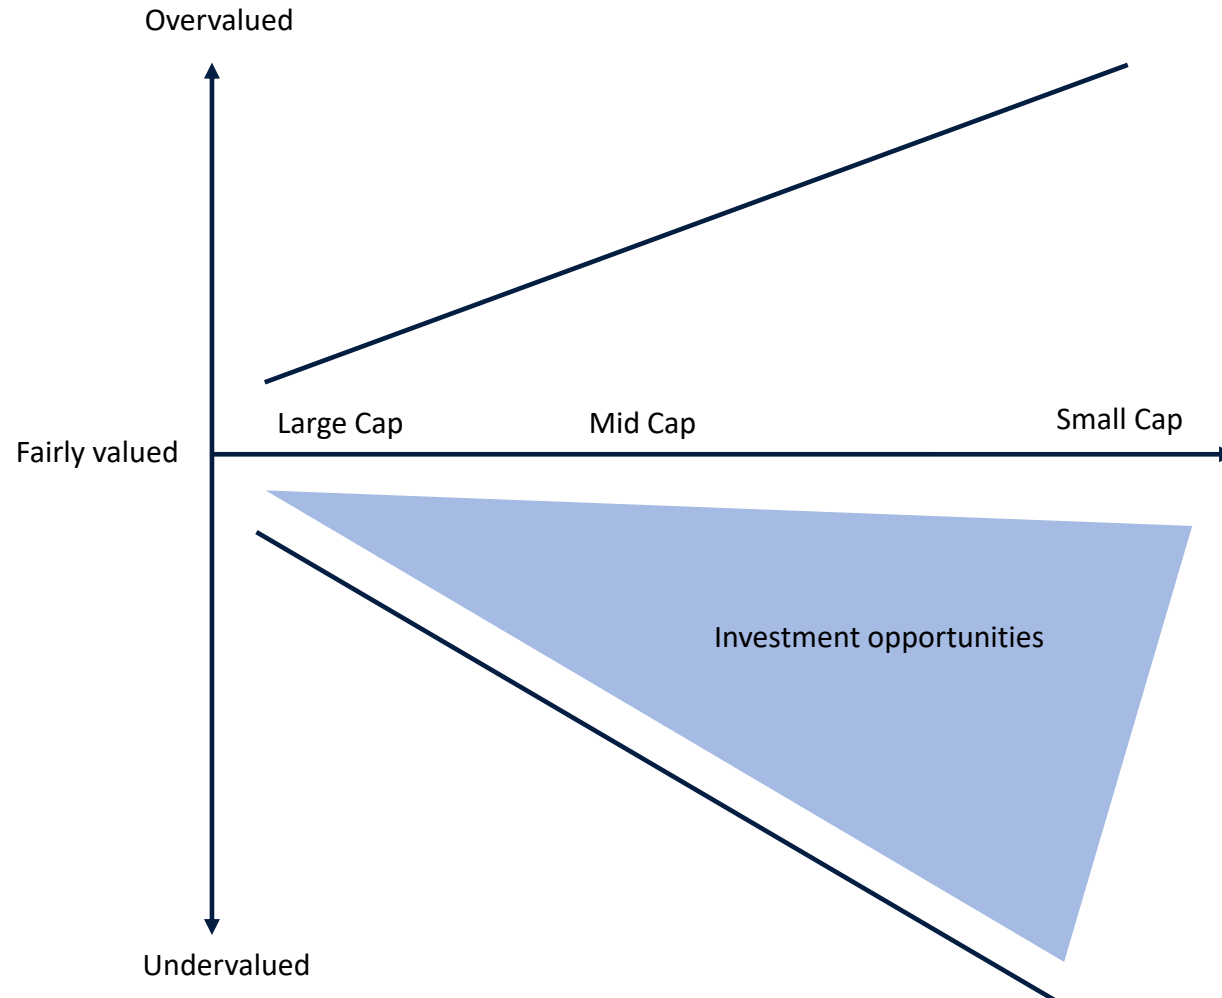 Overvalued
Large Cap
Mid Cap
Small Cap
Fairly valued
Investment opportunities
Undervalued